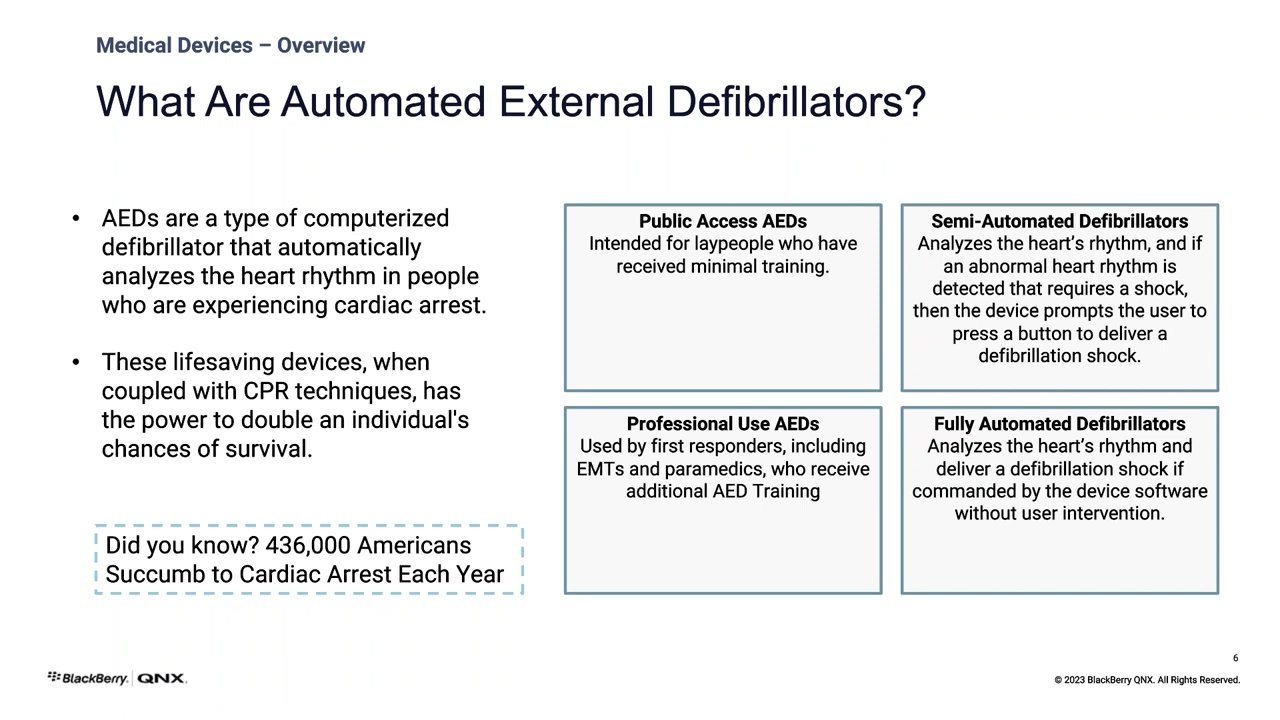 Medical Devices – Overview
What Are Automated External Defibrillators?
• AEDs are a type of computerized
defibrillator that automatically
analyzes the heart rhythm in people
who are experiencing cardiac arrest.
• These lifesaving devices, when
coupled with CPR techniques, has
the power to double an individual's
chances of survival.
Did you know? 436,000 Americans
Succumb to Cardiac Arrest Each Year
Public Access AEDs
Intended for laypeople who have
received minimal training.
Semi-Automated Defibrillators
Analyzes the heart’s rhythm, and if
an abnormal heart rhythm is
detected that requires a shock,
then the device prompts the user to
press a button to deliver a
defibrillation shock.
Professional Use AEDs
Used by first responders, including
EMTs and paramedics, who receive
additional AED Training
Fully Automated Defibrillators
Analyzes the heart’s rhythm and
deliver a defibrillation shock if
commanded by the device software
without user intervention.
6
BlackBerry. QNX.
© 2023 BlackBerry QNX. All Rights Reserved.